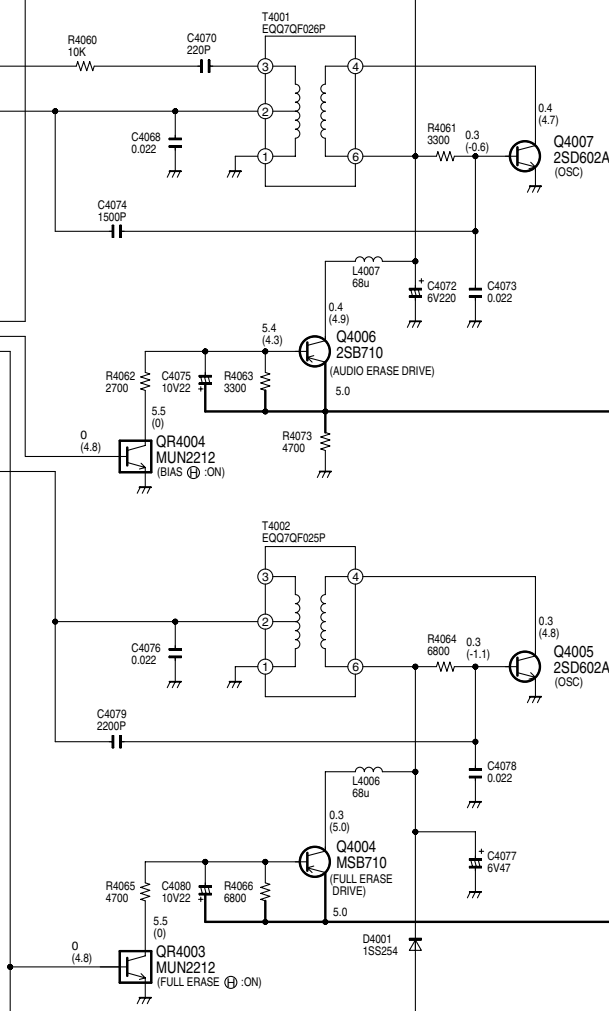 T4001
EQQ7QF026P
R4060
10K
C4070
220P
3
4
2
1
6
C4068
0.022
R4061
3300
0.3
(-0.6)
0.4
(4.7)
Q4007
2SD602A
(OSC)
C4074
1500P
L4007
68u
+
C4072
6V220
C4073
0.022
0.4
(4.9)
5.4
(4.3)
Q4006
2SB710
(AUDIO ERASE DRIVE)
5.0
R4062
2700
C4075
10V22
+
R4063
3300
5.5
(0)
0
(4.8)
QR4004
MUN2212
(BIAS H :ON)
R4073
4700
T4002
EQQ7QF025P
3
4
2
1
6
C4076
0.022
R4064
6800
0.3
(-1.1)
0.3
(4.8)
Q4005
2SD602A
(OSC)
C4079
2200P
L4006
68u
C4078
0.022
0.3
(5.0)
Q4004
MSB710
(FULL ERASE
DRIVE)
5.0
+
C4077
6V47
R4065
4700
C4080
10V22
+
R4066
6800
5.5
(0)
0
(4.8)
QR4003
MUN2212
(FULL ERASE H :ON)
D4001
1SS254